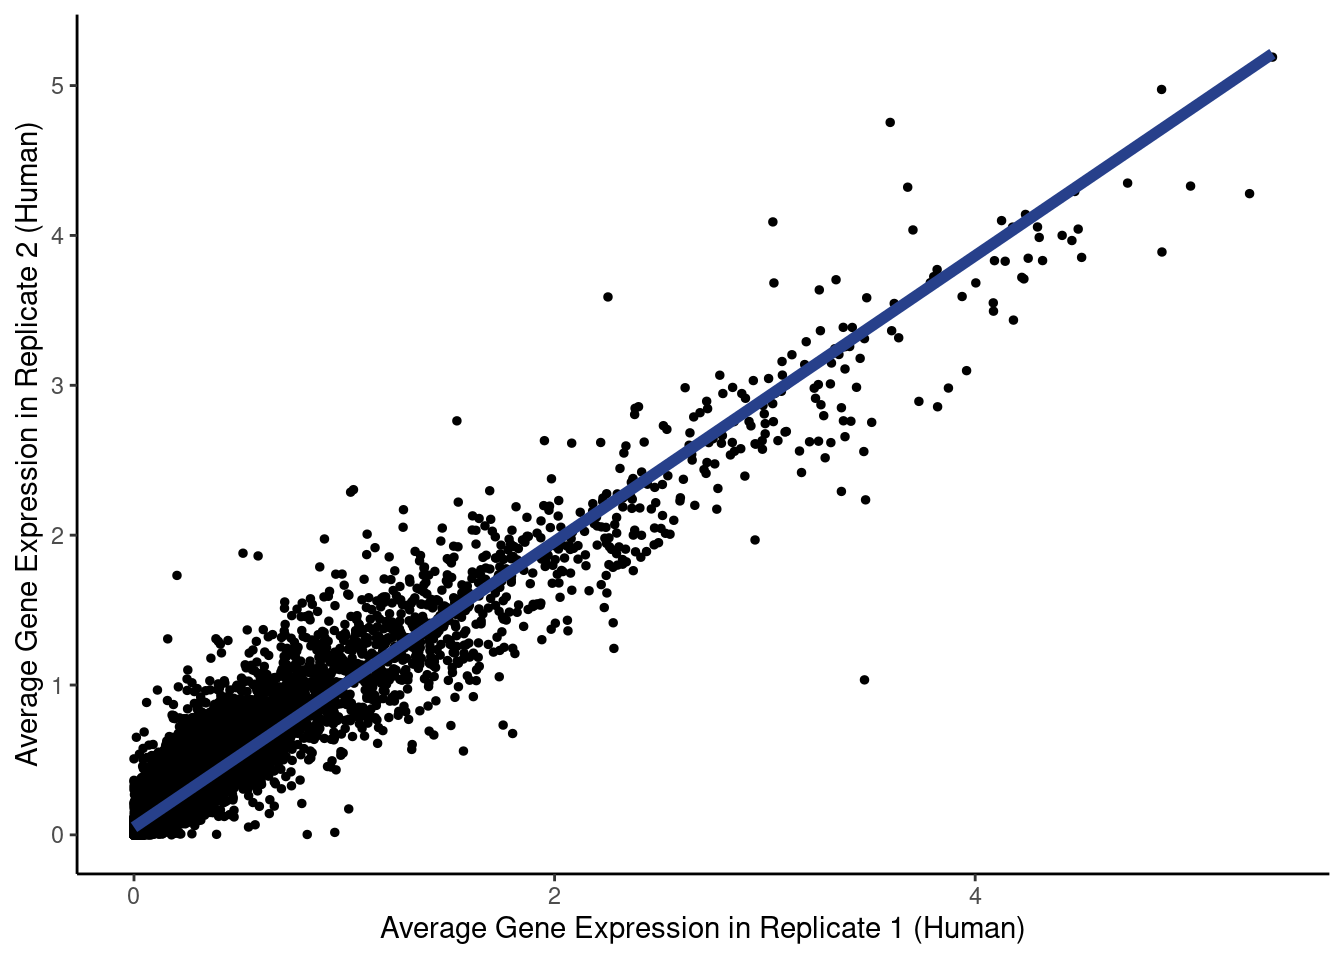 Average Gene Expression in Replicate 2 (Human)
5
4
3
2
1
0
0 2 4
Average Gene Expression in Replicate 1 (Human)